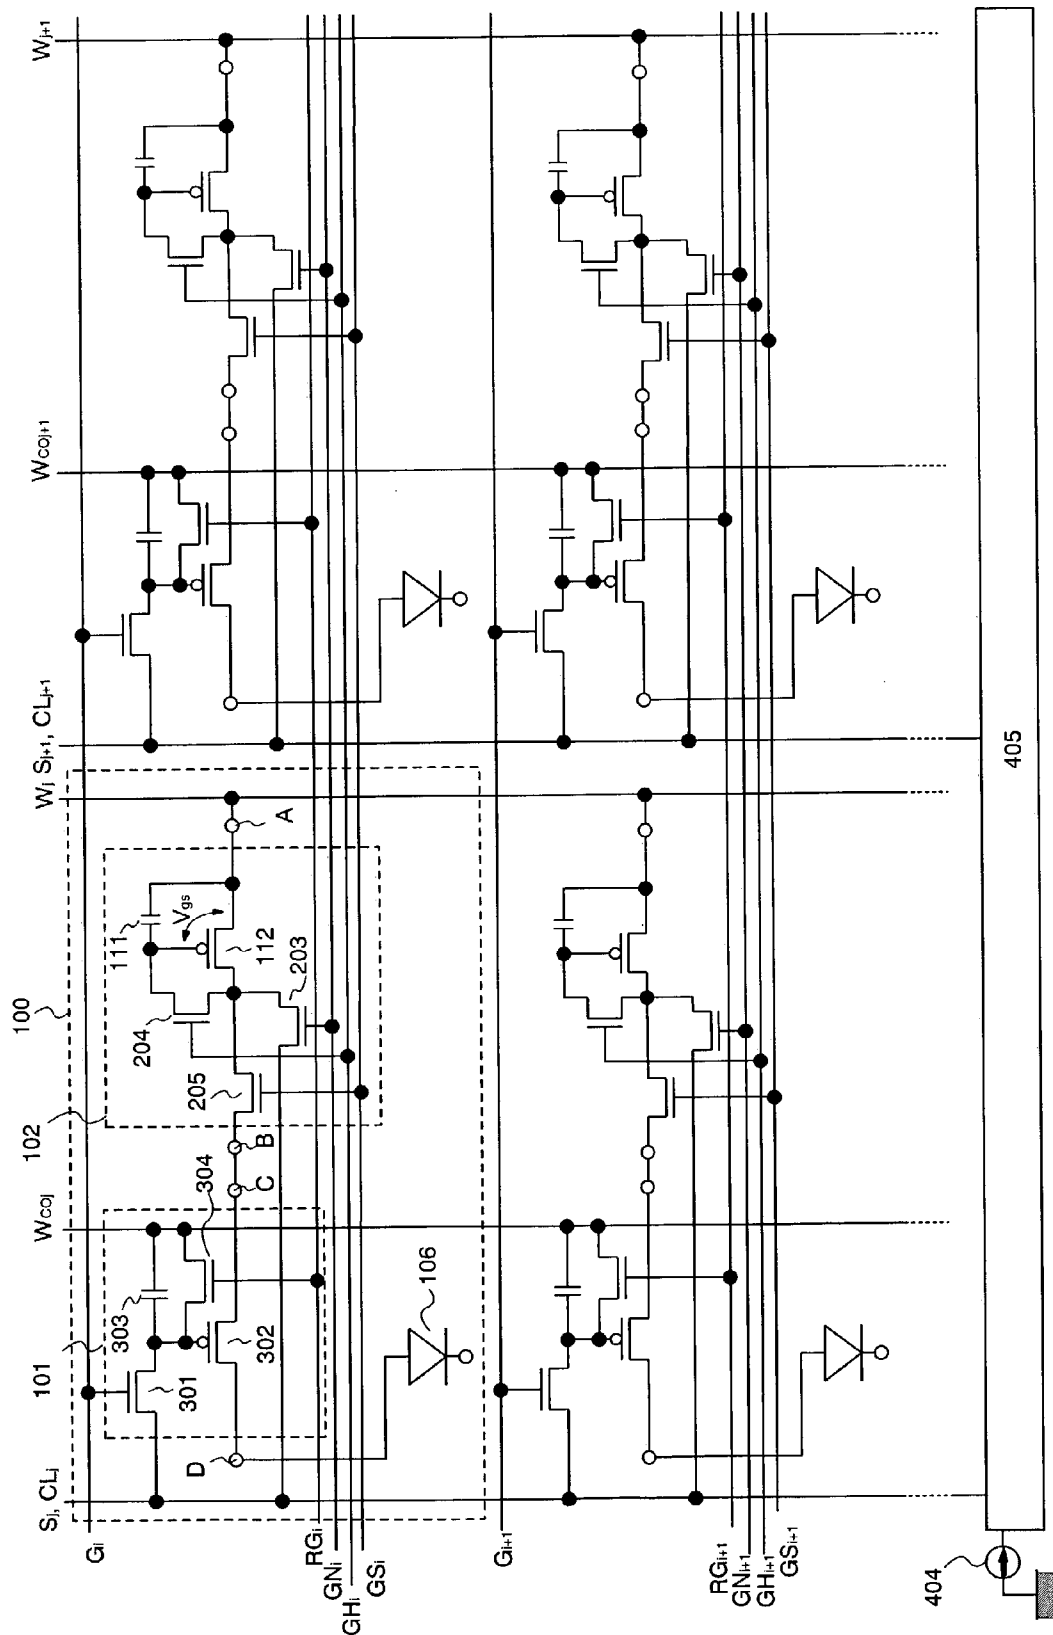 Wj+1
WCOj+1
Sj+1, CLj+1
Wj
WCOj
Sj, CLj
100
102
101
111
Vgs
112
204
203
205
A
B
C
D
303
304
301
302
106
Gi
RGi
GNi
GHi
GSi
Gi+1
RGi+1
GNi+1
GHi+1
GSi+1
404
405